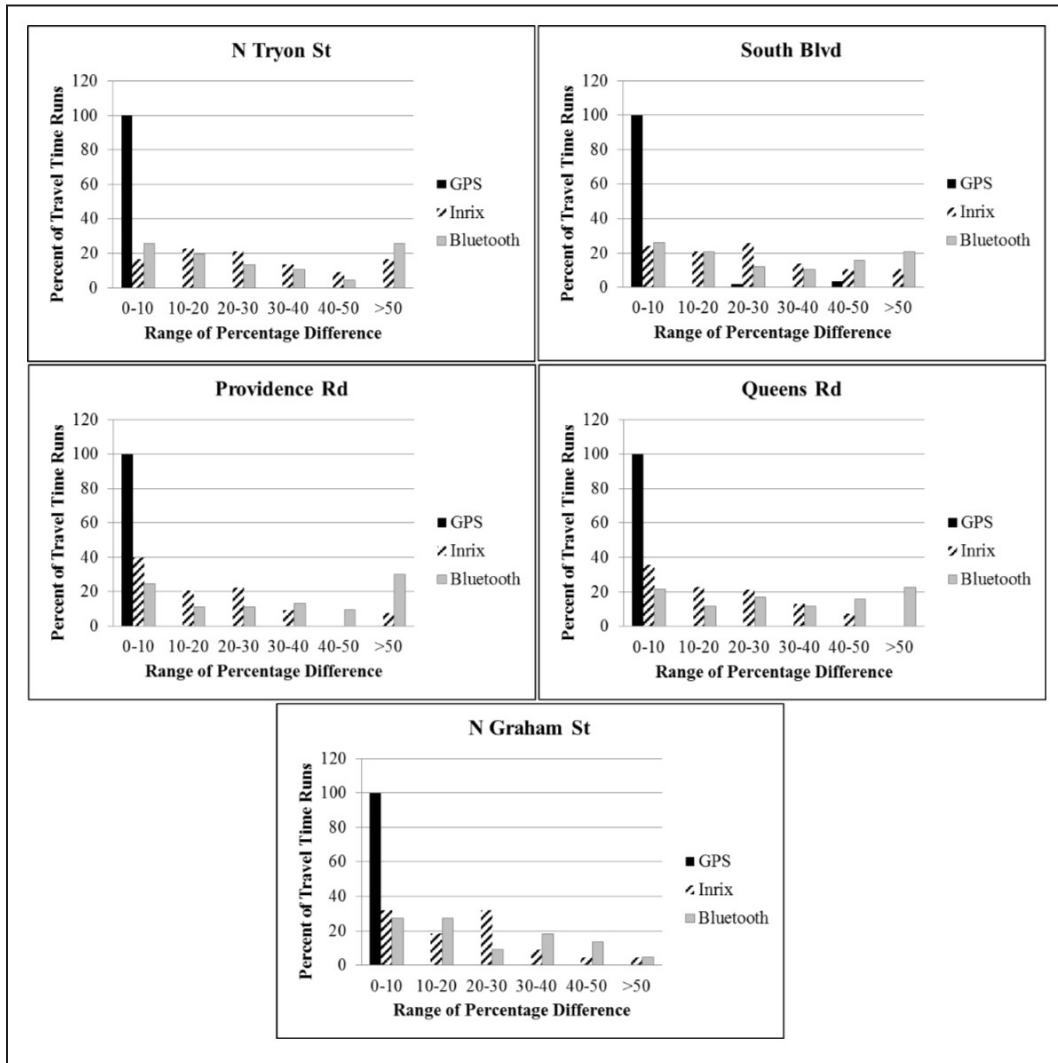 N Tryon St
Percent of Travel Time Runs
120
100
80
60
40
20
0
0-10 10-20 20-30 30-40 40-50 >50
Range of Percentage Difference
GPS
Inrix
Bluetooth
South Blvd
Percent of Travel Time Runs
120
100
80
60
40
20
0
0-10 10-20 20-30 30-40 40-50 >50
Range of Percentage Difference
GPS
Inrix
Bluetooth
Providence Rd
Percent of Travel Time Runs
120
100
80
60
40
20
0
0-10 10-20 20-30 30-40 40-50 >50
Range of Percentage Difference
GPS
Inrix
Bluetooth
Queens Rd
Percent of Travel Time Runs
120
100
80
60
40
20
0
0-10 10-20 20-30 30-40 40-50 >50
Range of Percentage Difference
GPS
Inrix
Bluetooth
N Graham St
Percent of Travel Time Runs
120
100
80
60
40
20
0
0-10 10-20 20-30 30-40 40-50 >50
Range of Percentage Difference
GPS
Inrix
Bluetooth